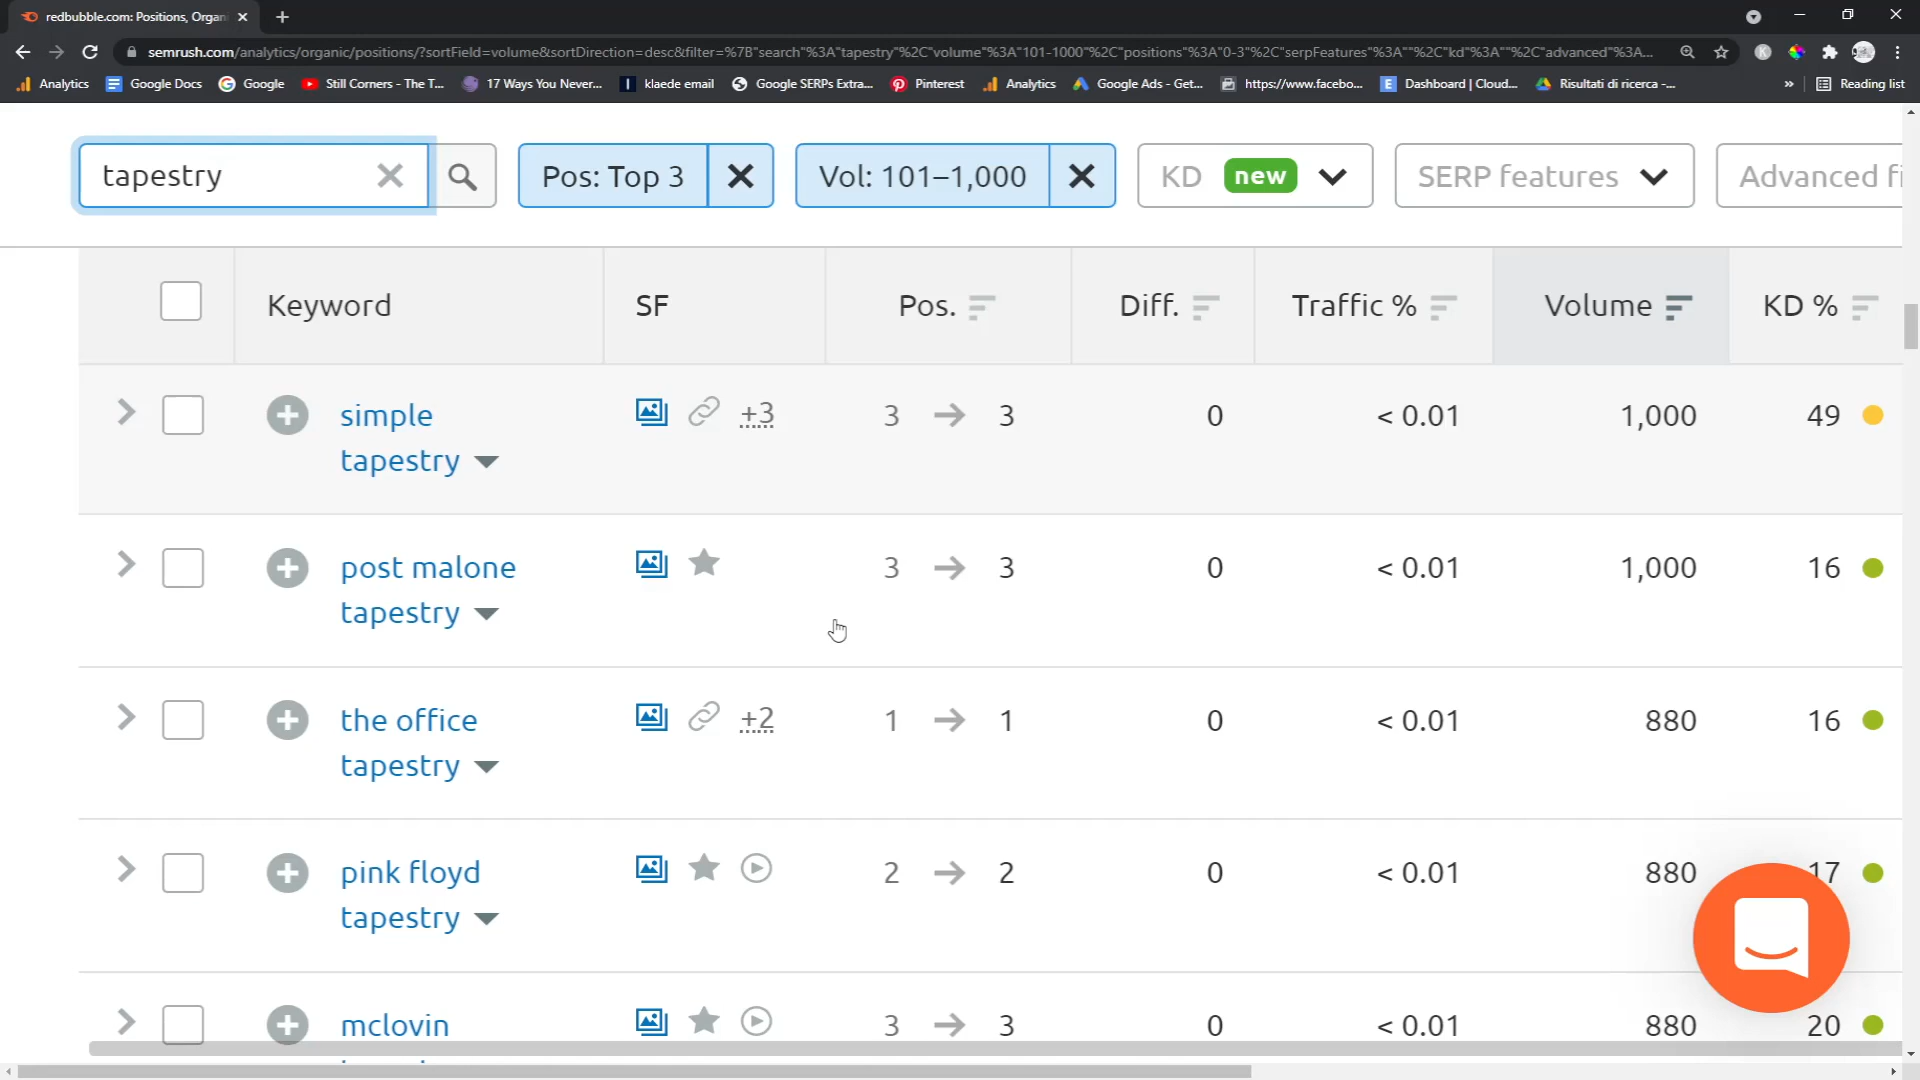 redbubble.com: Positions, Organ
semrush.com/analytics/organic/positions/?sortField=volume&sortDirection=desc&filter=%7B"search"%3A"tapestry"%2C"volume"%3A"101-1000"%2C"positions"%3A"0-3"%2C"serpFeatures"%3A""%2C"kd"%3A""%2C"advanced"%3A...
Analytics Google Docs Google Still Corners - The T... 17 Ways You Never... klaede email Google SERPs Extra... Pinterest Analytics Google Ads - Get... https://www.facebo... Dashboard | Cloud... Risultati di ricerca -... » Reading list
tapestry Pos: Top 3 Vol: 101–1,000 KD new SERP features Advanced fi
Keyword SF Pos. Diff. Traffic % Volume KD %
simple +3 3 → 3 0 < 0.01 1,000 49
tapestry
post malone 3 → 3 0 < 0.01 1,000 16
tapestry
the office +2 1 → 1 0 < 0.01 880 16
tapestry
pink floyd 2 → 2 0 < 0.01 880 17
tapestry
mclovin 3 → 3 0 < 0.01 880 20